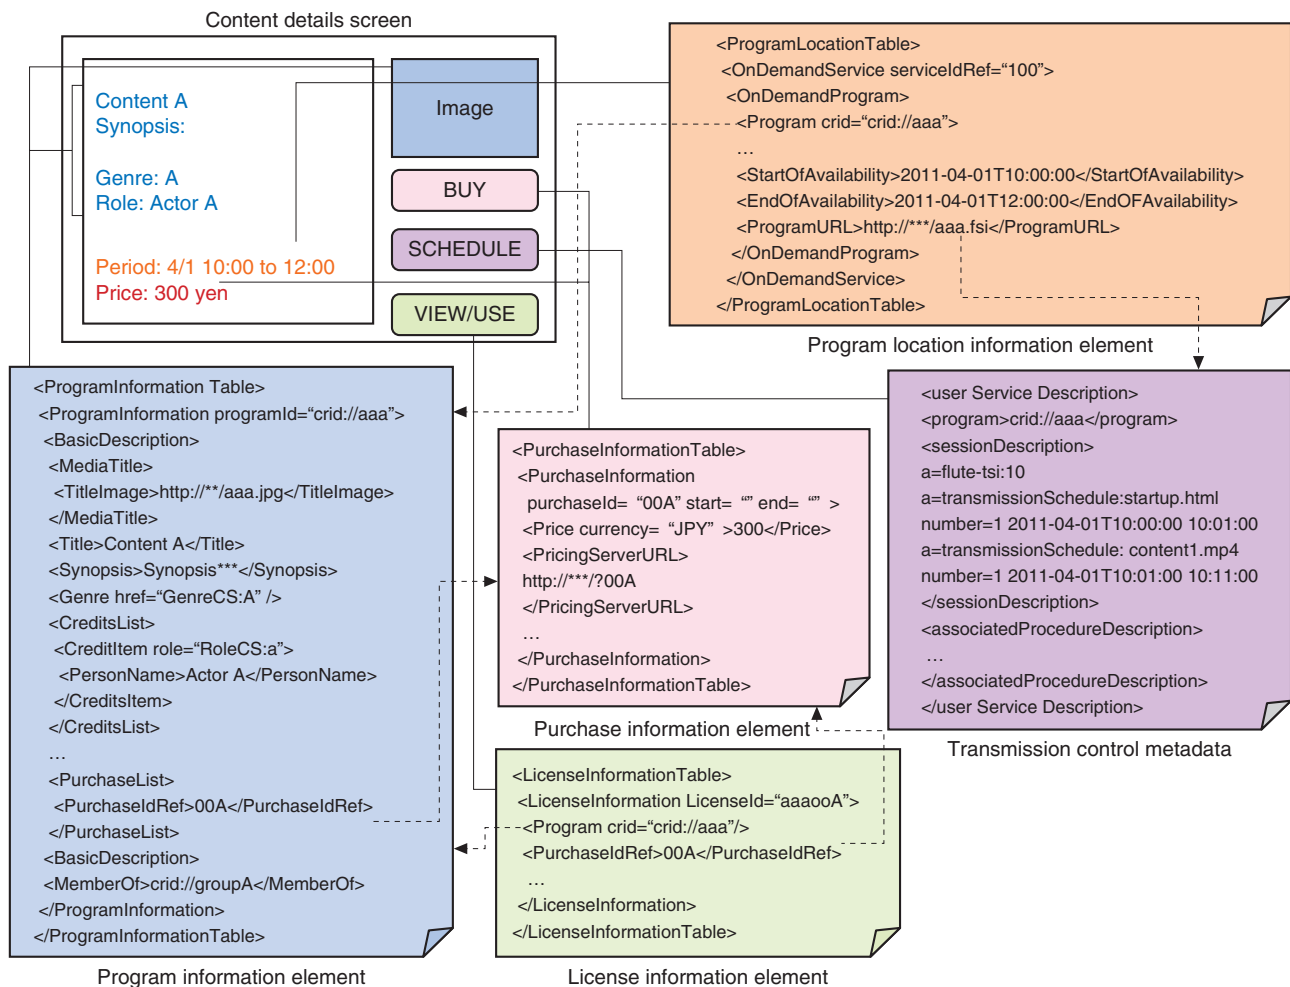 Content details screen
Content A
Synopsis:
Genre: A
Role: Actor A
Period: 4/1 10:00 to 12:00
Price: 300 yen
Image
BUY
SCHEDULE
VIEW/USE
<ProgramLocationTable>
<OnDemandService serviceIdRef=“100”>
<OnDemandProgram>
<Program crid=“crid://aaa”>
…
<StartOfAvailability>2011-04-01T10:00:00</StartOfAvailability>
<EndOfAvailability>2011-04-01T12:00:00</EndOFAvailability>
<ProgramURL>http://***/aaa.fsi</ProgramURL>
</OnDemandProgram>
</OnDemandService>
</ProgramLocationTable>
Program location information element
<ProgramInformation Table>
<ProgramInformation programId=“crid://aaa”>
<BasicDescription>
<MediaTitle>
<TitleImage>http://**/aaa.jpg</TitleImage>
</MediaTitle>
<Title>Content A</Title>
<Synopsis>Synopsis***</Synopsis>
<Genre href=“GenreCS:A” />
<CreditsList>
<CreditItem role=“RoleCS:a”>
<PersonName>Actor A</PersonName>
</CreditsItem>
</CreditsList>
…
<PurchaseList>
<PurchaseIdRef>00A</PurchaseIdRef>
</PurchaseList>
<BasicDescription>
<MemberOf>crid://groupA</MemberOf>
</ProgramInformation>
</ProgramInformationTable>
Program information element
<PurchaseInformationTable>
<PurchaseInformation
purchaseId= “00A” start= “” end= “” >
<Price currency= “JPY” >300</Price>
<PricingServerURL>
http://***/?00A
</PricingServerURL>
…
</PurchaseInformation>
</PurchaseInformationTable>
Purchase information element
<user Service Description>
<program>crid://aaa</program>
<sessionDescription>
a=flute-tsi:10
a=transmissionSchedule:startup.html
number=1 2011-04-01T10:00:00 10:01:00
a=transmissionSchedule: content1.mp4
number=1 2011-04-01T10:01:00 10:11:00
</sessionDescription>
<associatedProcedureDescription>
…
</associatedProcedureDescription>
</user Service Description>
Transmission control metadata
<LicenseInformationTable>
<LicenseInformation LicenseId=“aaaooA”>
<Program crid=“crid://aaa”/>
<PurchaseIdRef>00A</PurchaseIdRef>
…
</LicenseInformation>
</LicenseInformationTable>
License information element